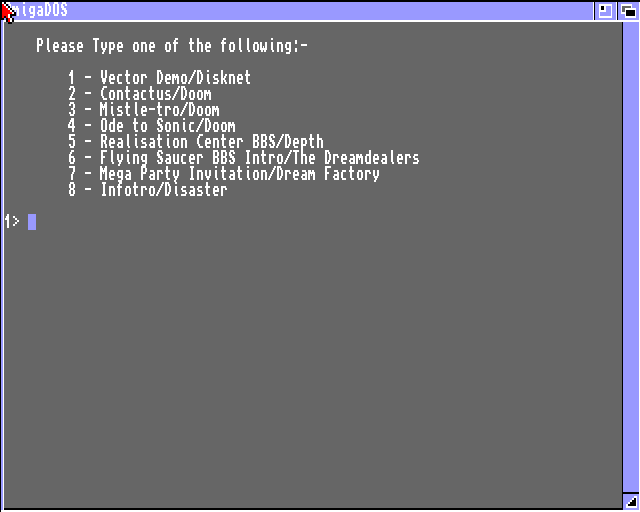 migaDOS
Please Type one of the following:-
1 - Vector Demo/Disknet
2 - Contactus/Doom
3 - Mistle-tro/Doom
4 - Ode to Sonic/Doom
5 - Realisation Center BBS/Depth
6 - Flying Saucer BBS Intro/The Dreamdealers
7 - Mega Party Invitation/Dream Factory
8 - Infotro/Disaster
1>